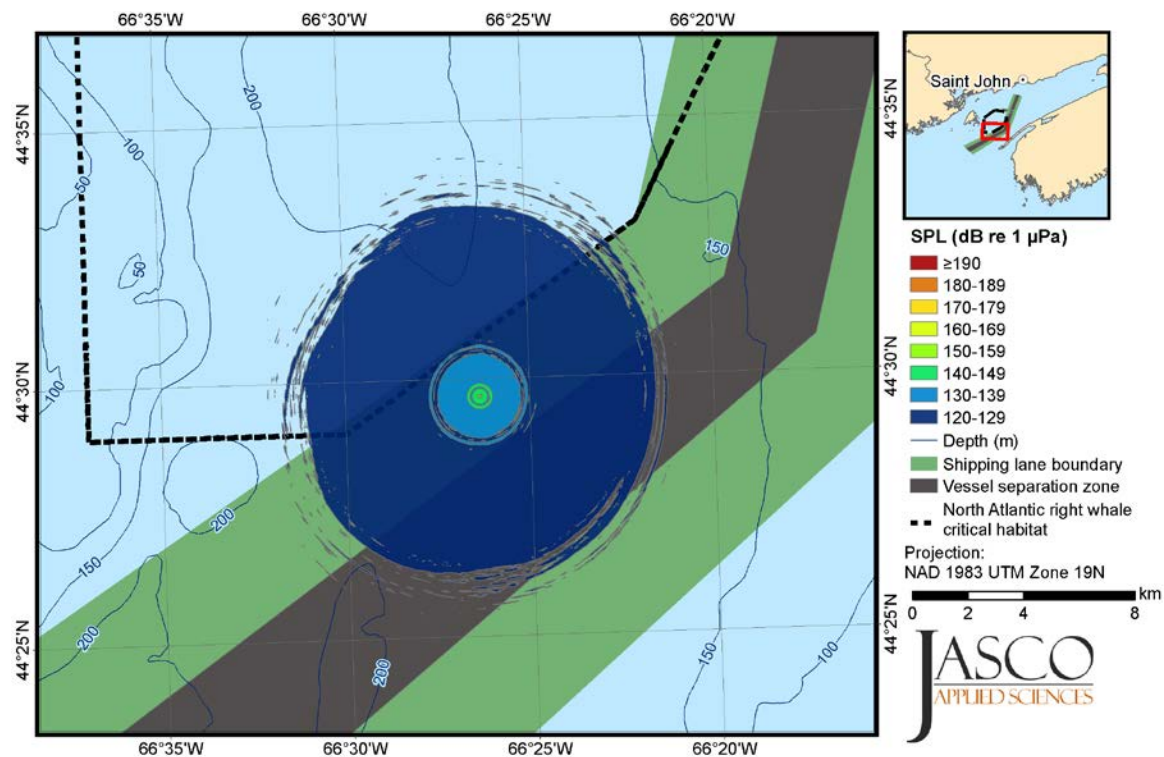 66°35'W 66°30'W 66°25'W 66°20'W
44°35'N
44°30'N
44°25'N
44°35'N
44°30'N
44°25'N
200
100
50
50
100
150
200
150
200
200
150
100
66°35'W 66°30'W 66°25'W 66°20'W
Saint John
SPL (dB re 1 µPa)
≥190
180-189
170-179
160-169
150-159
140-149
130-139
120-129
Depth (m)
Shipping lane boundary
Vessel separation zone
North Atlantic right whale
critical habitat
Projection:
NAD 1983 UTM Zone 19N
km
0 2 4 8
JASCO
APPLIED SCIENCES